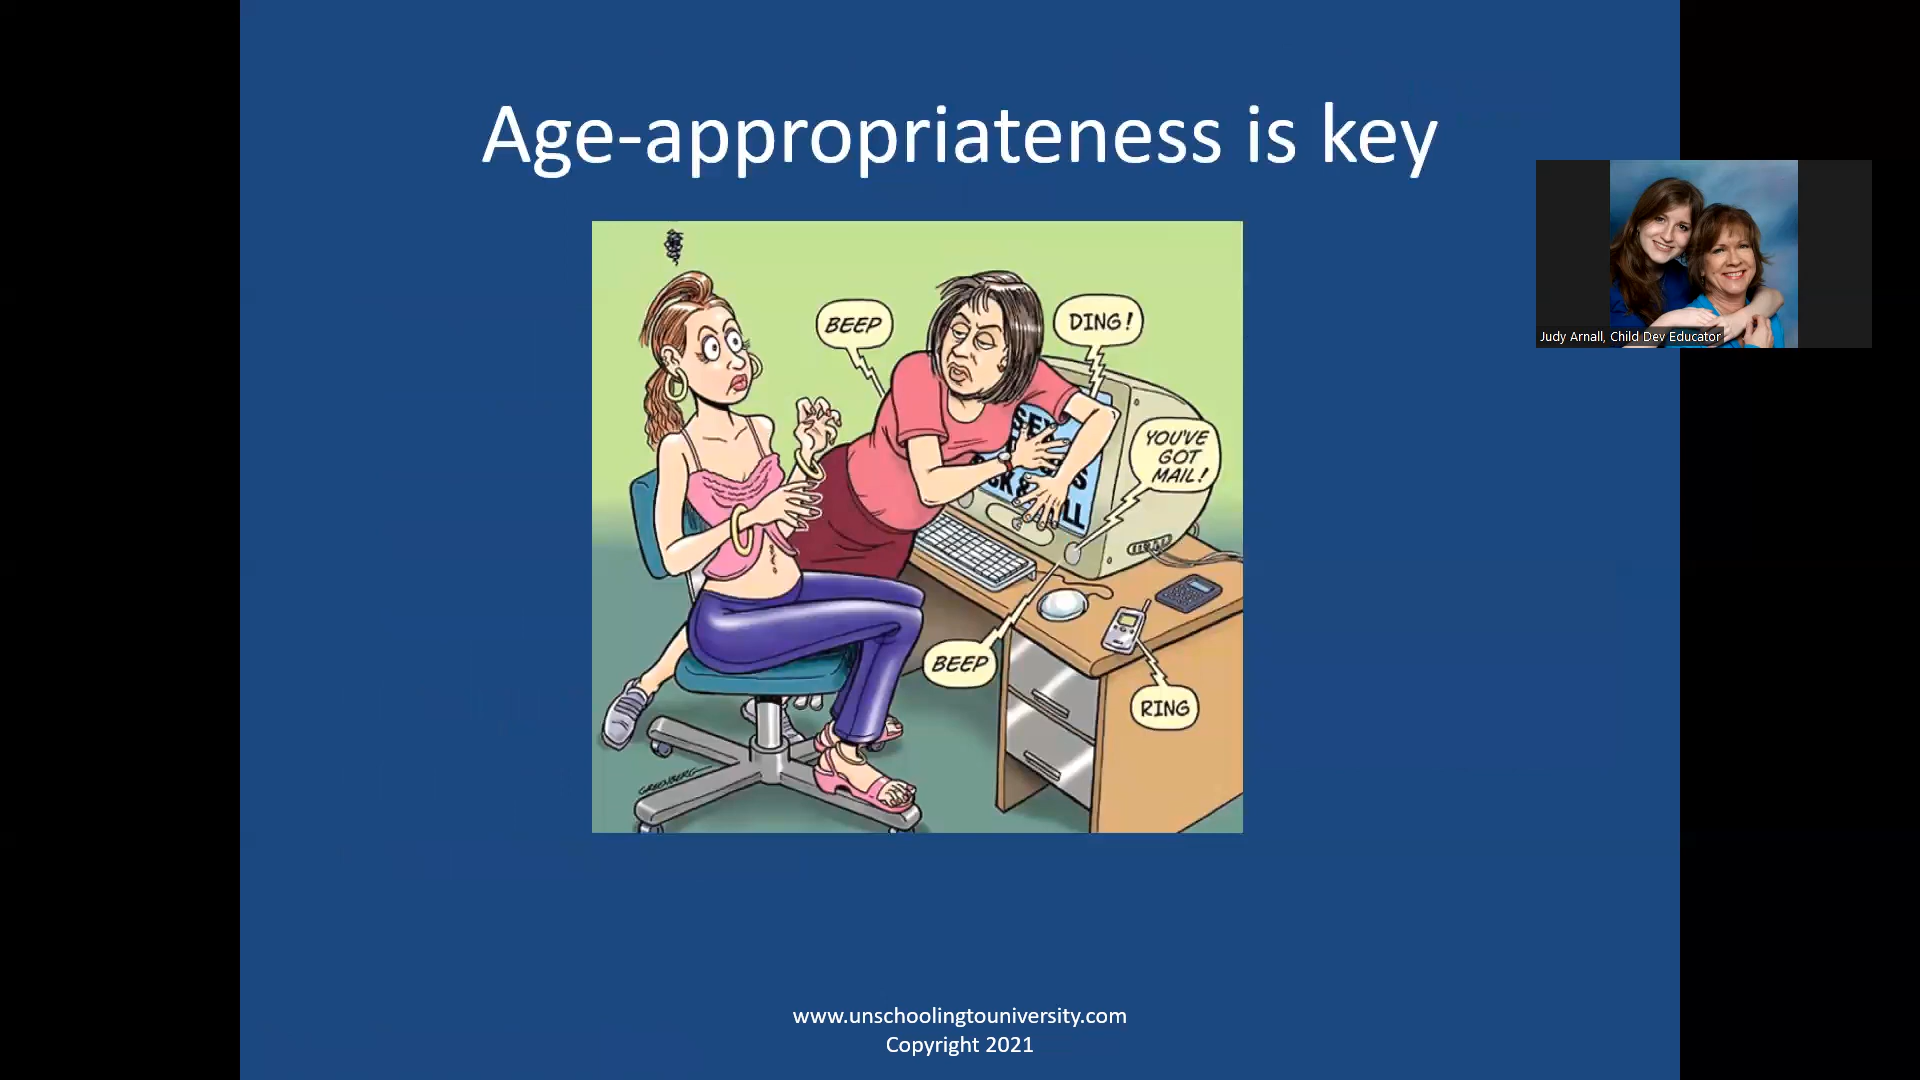 Age-appropriateness is key
BEEP
DING!
YOU'VE
GOT
MAIL!
BEEP
RING
GREENBERG
Judy Arnall, Child Dev Educator
www.unschoolingtouniversity.com
Copyright 2021